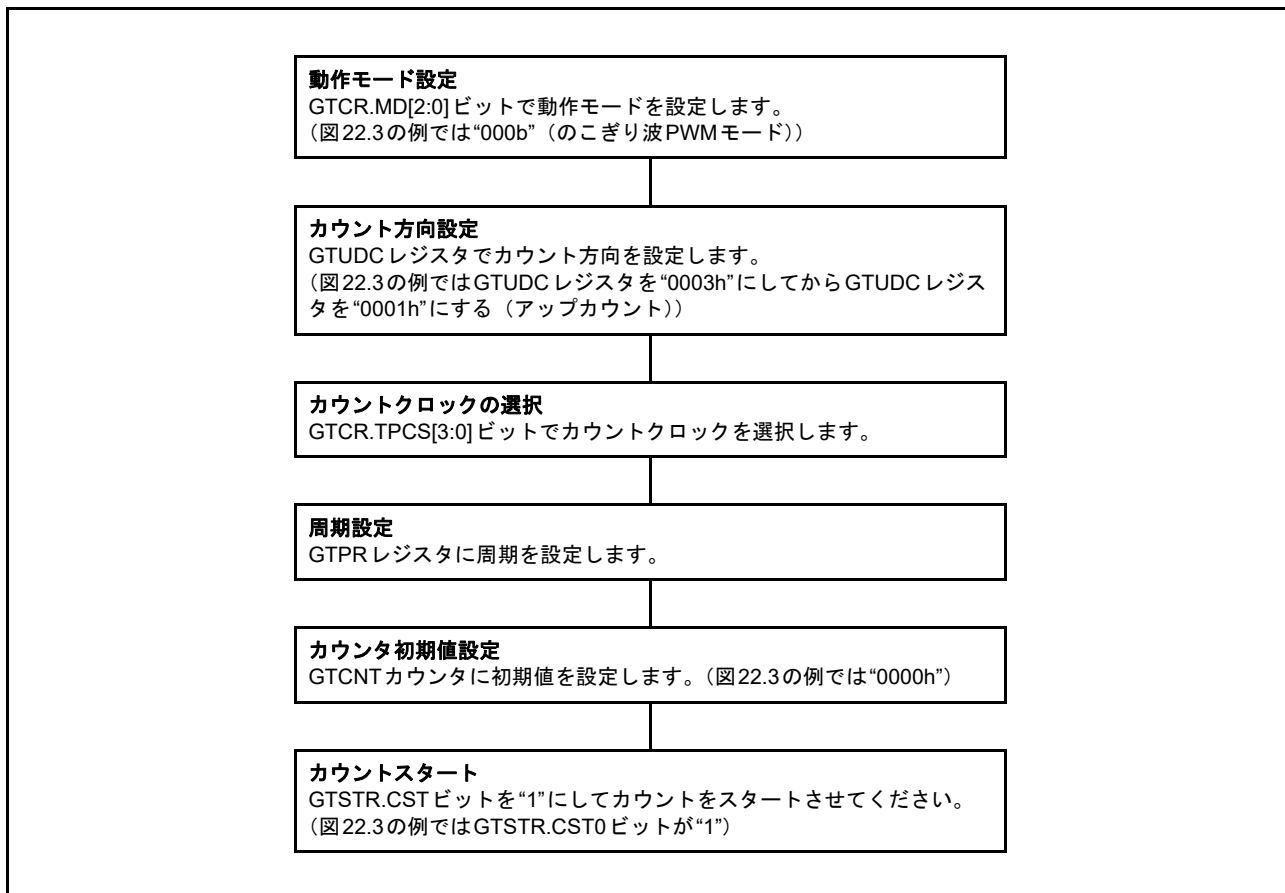 動作モード設定
GTCR.MD[2:0]ビットで動作モードを設定します。
（図22.3の例では“000b”（のこぎり波PWMモード））
カウント方向設定
GTUDCレジスタでカウント方向を設定します。
（図22.3の例ではGTUDCレジスタを“0003h”にしてからGTUDCレジス
タを“0001h”にする（アップカウント））
カウントクロックの選択
GTCR.TPCS[3:0]ビットでカウントクロックを選択します。
周期設定
GTPRレジスタに周期を設定します。
カウンタ初期値設定
GTCNTカウンタに初期値を設定します。（図22.3の例では“0000h”）
カウントスタート
GTSTR.CSTビットを“1”にしてカウントをスタートさせてください。
（図22.3の例ではGTSTR.CST0ビットが“1”）